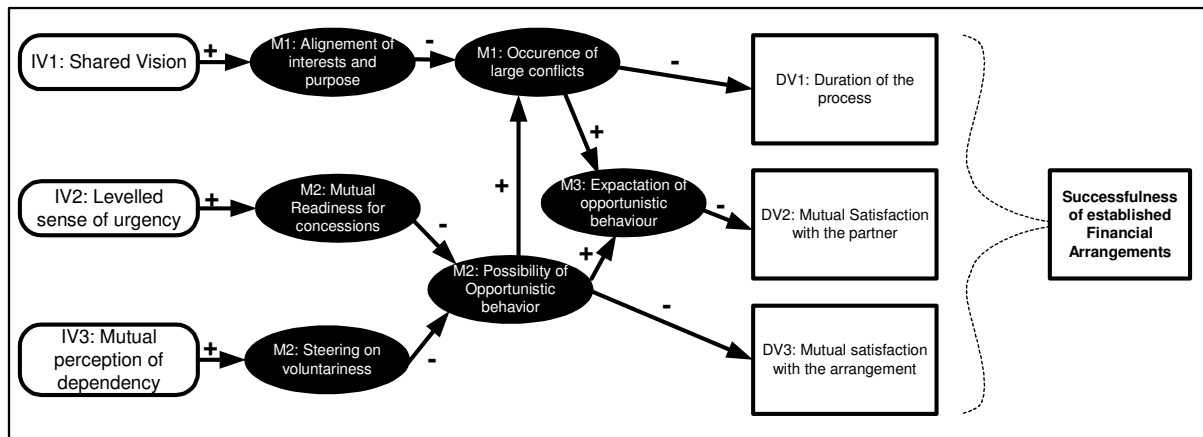 IV1: Shared Vision
+
M1: Alignement of
interests and
purpose
-
M1: Occurence of
large conflicts
-
DV1: Duration of the
process
+
+
IV2: Levelled
sense of urgency
+
M2: Mutual
Readiness for
concessions
-
M3: Expactation of
opportunistic
behaviour
-
DV2: Mutual Satisfaction
with the partner
Successfulness
of established
Financial
Arrangements
M2: Possibility of
Opportunistic
behavior
+
-
IV3: Mutual
perception of
dependency
+
M2: Steering on
voluntariness
-
DV3: Mutual satisfaction
with the arrangement